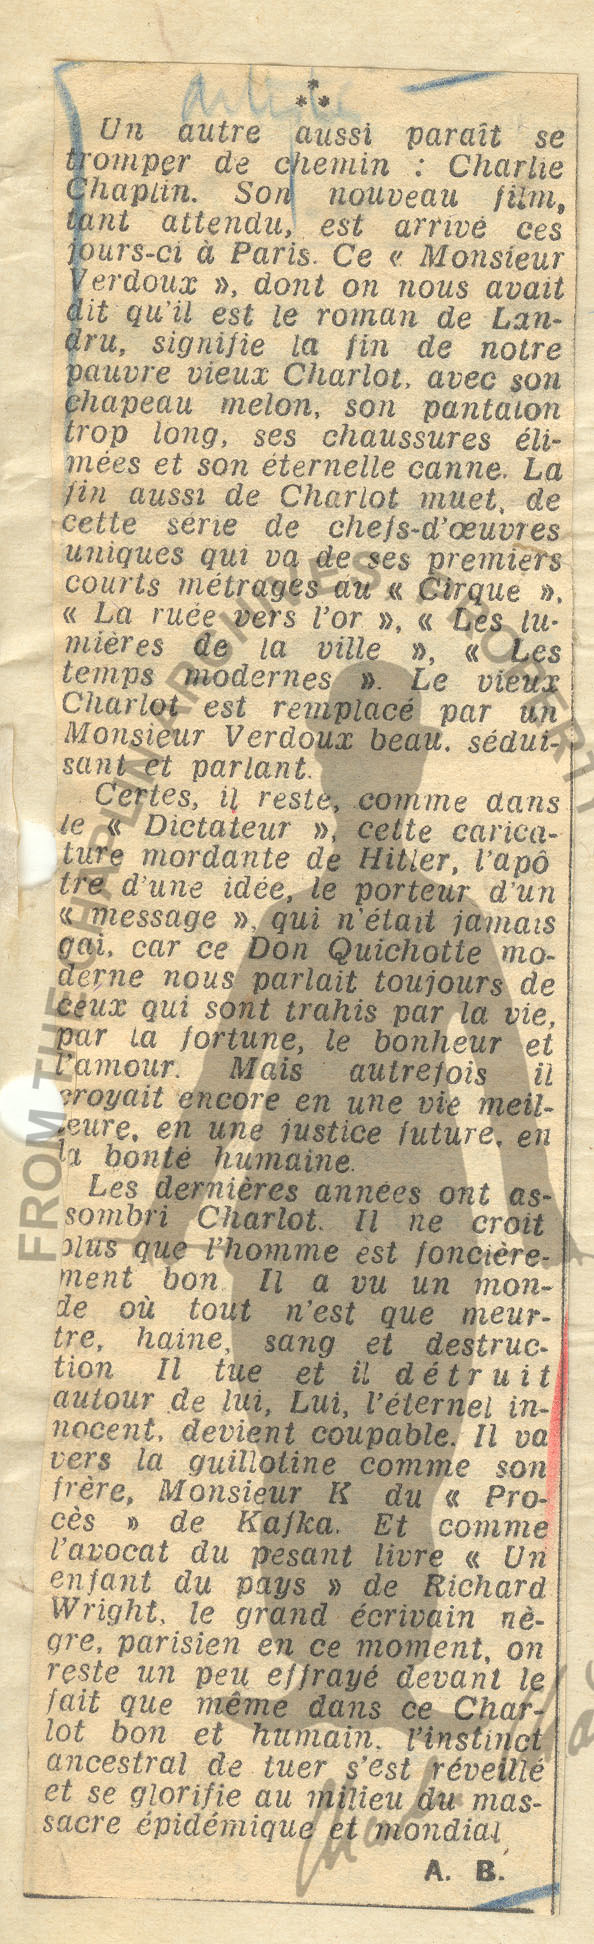 artiste
Un autre aussi paraît se
tromper de chemin : Charlie
Chaplin. Son nouveau film,
tant attendu, est arrivé ces
jours-ci à Paris. Ce « Monsieur
Verdoux », dont on nous avait
dit qu'il est le roman de Lan-
dru, signifie la fin de notre
pauvre vieux Charlot, avec son
chapeau melon, son pantalon
trop long, ses chaussures éli-
mées et son éternelle canne. La
fin aussi de Charlot muet, de
cette série de chefs-d'œuvres
uniques qui va de ses premiers
courts métrages au « Cirque »,
« La ruée vers l'or », « Les lu-
mières de la ville », « Les
temps modernes ». Le vieux
Charlot est remplacé par un
Monsieur Verdoux beau, sédui-
sant et parlant.
Certes, il reste, comme dans
le « Dictateur », cette carica-
ture mordante de Hitler, l'apô
tre d'une idée, le porteur d'un
« message », qui n'était jamais
gai, car ce Don Quichotte mo-
derne nous parlait toujours de
ceux qui sont trahis par la vie,
par la fortune, le bonheur et
l'amour. Mais autrefois il
croyait encore en une vie meil-
leure, en une justice future, en
la bonté humaine.
Les dernières années ont as-
sombri Charlot. Il ne croit
plus que l'homme est foncière-
ment bon. Il a vu un mon-
de où tout n'est que meur-
tre, haine, sang et destruc-
tion Il tue et il détruit
autour de lui, Lui, l'éternel in-
nocent, devient coupable. Il va
vers la guillotine comme son
frère, Monsieur K du « Pro-
cès » de Kafka. Et comme
l'avocat du pesant livre « Un
enfant du pays » de Richard
Wright, le grand écrivain nè-
gre, parisien en ce moment, on
reste un peu effrayé devant le
fait que même dans ce Char-
lot bon et humain, l'instinct
ancestral de tuer s'est réveillé
et se glorifie au milieu du mas-
sacre épidémique et mondial
A. B.
FROM THE CHAPLIN ARCHIVES PROPERTY